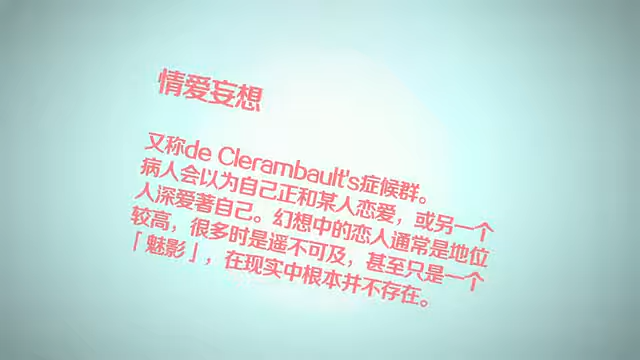 情爱妄想
又称de Clerambault's症候群。
病人会以为自己正和某人恋爱，或另一个
人深爱著自己。幻想中的恋人通常是地位
较高，很多时是遥不可及，甚至只是一个
「魅影」，在现实中根本并不存在。